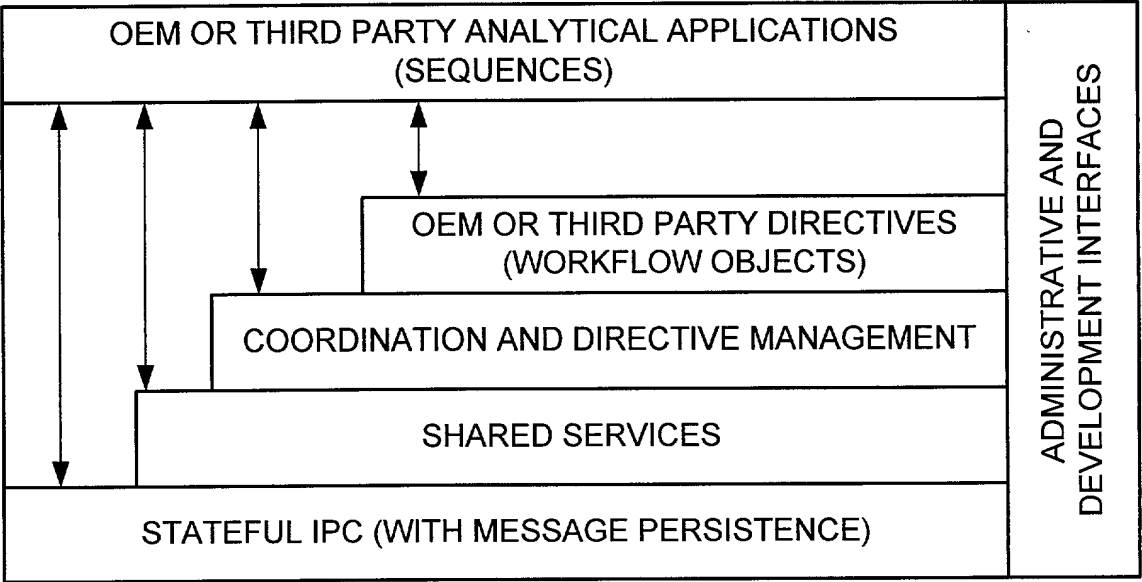 OEM OR THIRD PARTY ANALYTICAL APPLICATIONS
(SEQUENCES)
OEM OR THIRD PARTY DIRECTIVES
(WORKFLOW OBJECTS)
COORDINATION AND DIRECTIVE MANAGEMENT
SHARED SERVICES
STATEFUL IPC (WITH MESSAGE PERSISTENCE)
ADMINISTRATIVE AND
DEVELOPMENT INTERFACES